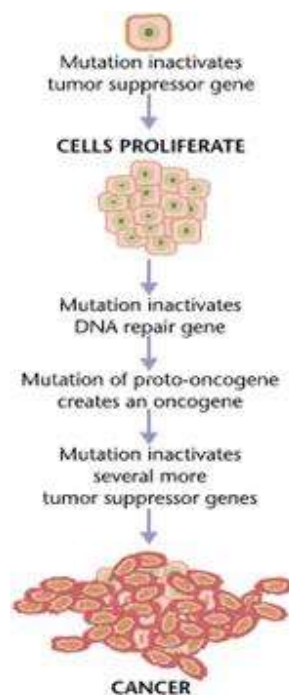 Mutation inactivates
tumor suppressor gene
CELLS PROLIFERATE
Mutation inactivates
DNA repair gene
Mutation of proto-oncogene
creates an oncogene
Mutation inactivates
several more
tumor suppressor genes
CANCER